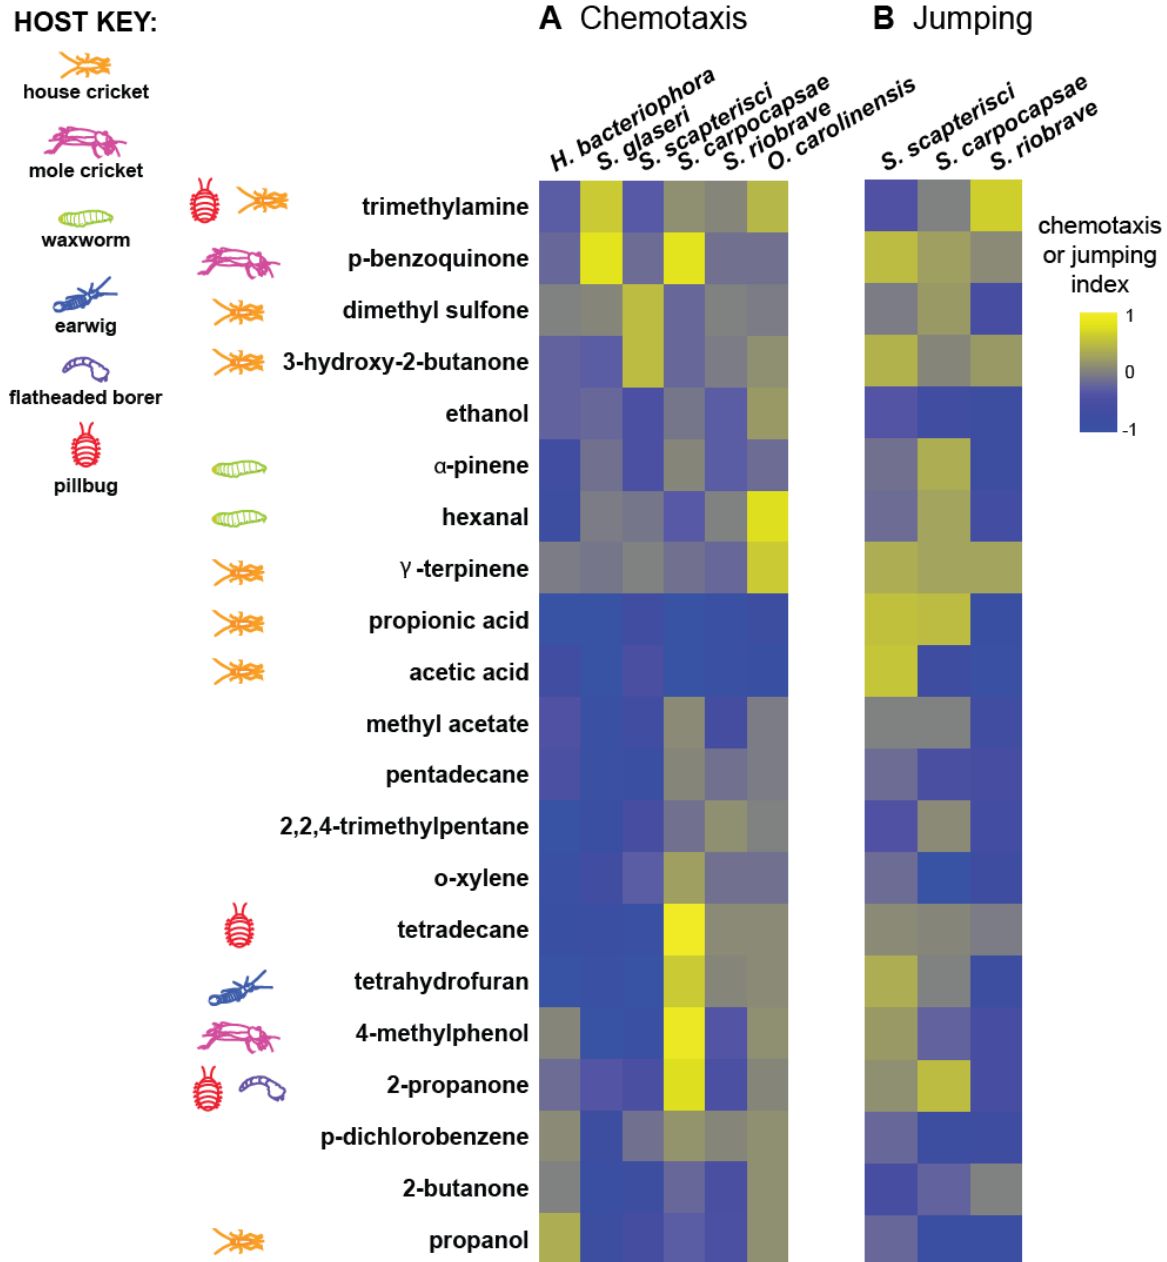 HOST KEY:
house cricket
mole cricket
waxworm
earwig
flatheaded borer
pillbug
A Chemotaxis
H. bacteriophora
S. glaseri
S. scapterisci
S. carpocapsae
S. riobrave
O. carolinensis
B Jumping
S. scapterisci
S. carpocapsae
S. riobrave
trimethylamine
p-benzoquinone
dimethyl sulfone
3-hydroxy-2-butanone
ethanol
α-pinene
hexanal
γ-terpinene
propionic acid
acetic acid
methyl acetate
pentadecane
2,2,4-trimethylpentane
o-xylene
tetradecane
tetrahydrofuran
4-methylphenol
2-propanone
p-dichlorobenzene
2-butanone
propanol
chemotaxis
or jumping
index
1
0
-1